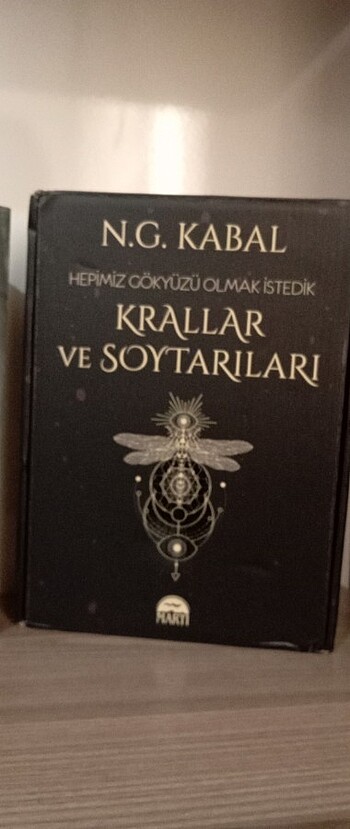 N.G. KABAL
HEPİMİZ GÖKYÜZÜ OLMAK İSTEDİK
KRALLAR
VE SOYTARILARI
MARTI